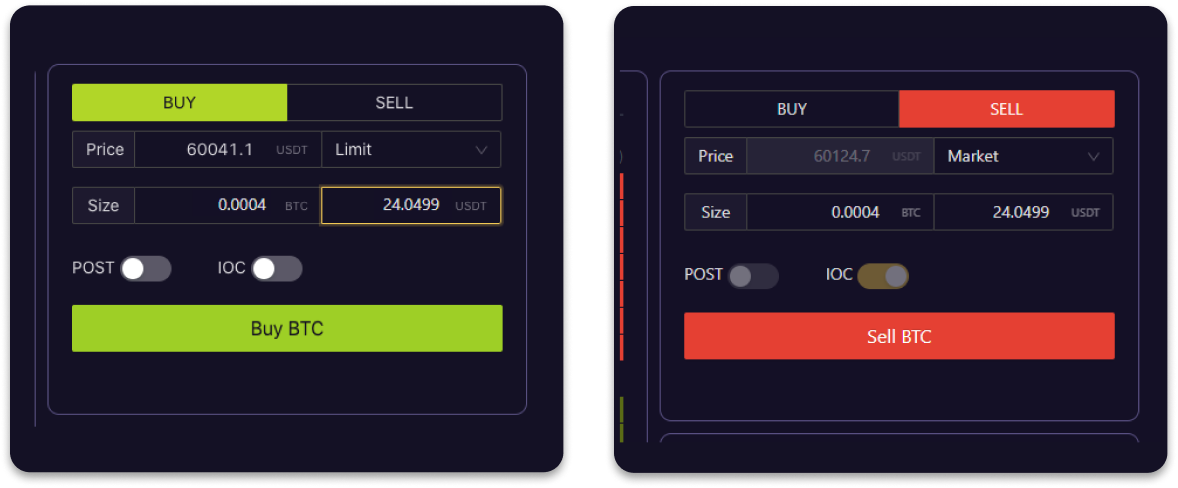 BUY SELL
Price 60041.1 USDT Limit
Size 0.0004 BTC 24.0499 USDT
POST IOC
Buy BTC
BUY SELL
Price 60124.7 USDT Market
Size 0.0004 BTC 24.0499 USDT
POST IOC
Sell BTC